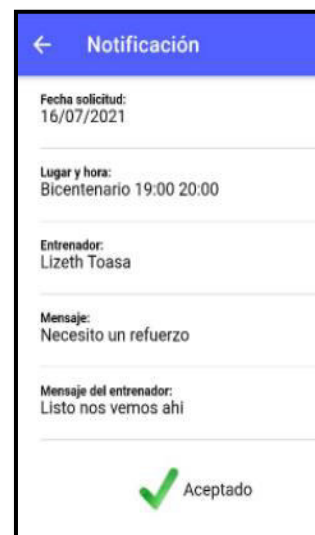 Notificación
Fecha solicitud:
16/07/2021
Lugar y hora:
Bicentenario 19:00 20:00
Entrenador:
Lizeth Toasa
Mensaje:
Necesito un refuerzo
Mensaje del entrenador:
Listo nos vemos ahi
Aceptado